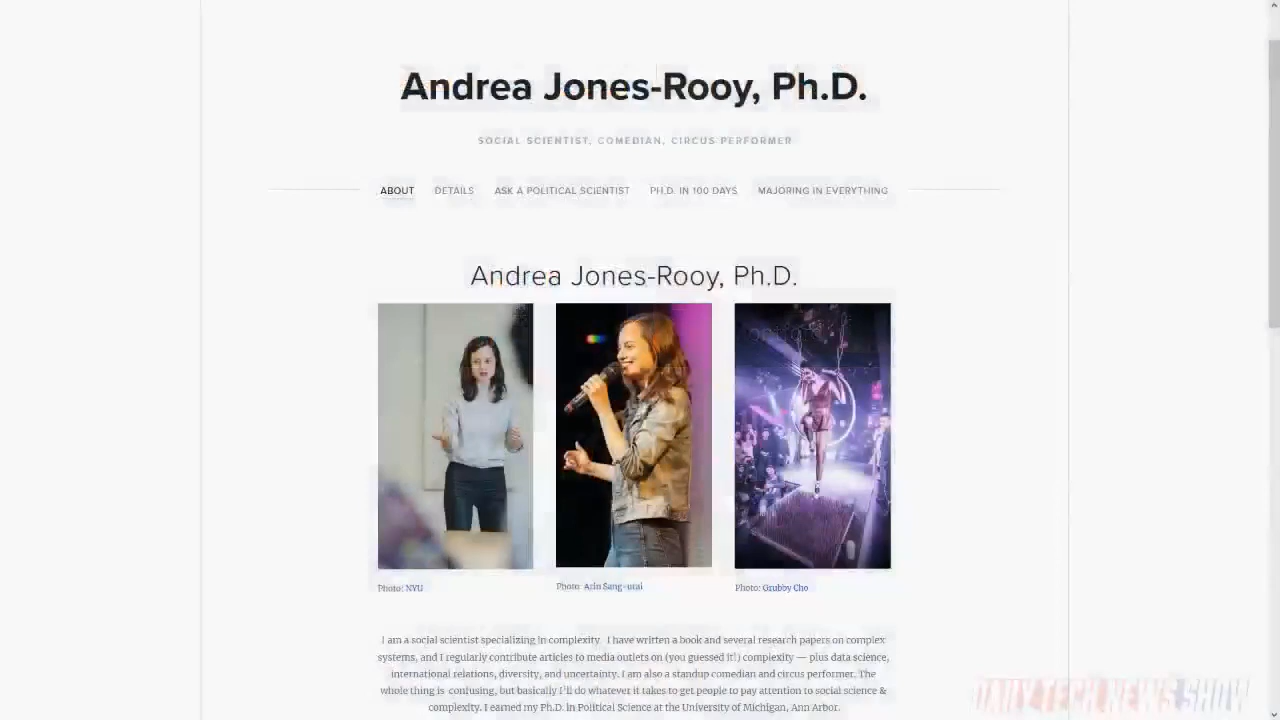 Andrea Jones-Rooy, Ph.D.
SOCIAL SCIENTIST, COMEDIAN, CIRCUS PERFORMER
ABOUT DETAILS ASK A POLITICAL SCIENTIST PH.D. IN 100 DAYS MAJORING IN EVERYTHING
Andrea Jones-Rooy, Ph.D.
Photo: NYU
Photo: Arin Sang-urai
Photo: Grubby Cho
I am a social scientist specializing in complexity. I have written a book and several research papers on complex
systems, and I regularly contribute articles to media outlets on (you guessed it!) complexity — plus data science,
international relations, diversity, and uncertainty. I am also a standup comedian and circus performer. The
whole thing is confusing, but basically I'll do whatever it takes to get people to pay attention to social science &
complexity. I earned my Ph.D. in Political Science at the University of Michigan, Ann Arbor.
DAILY TECH NEWS SHOW